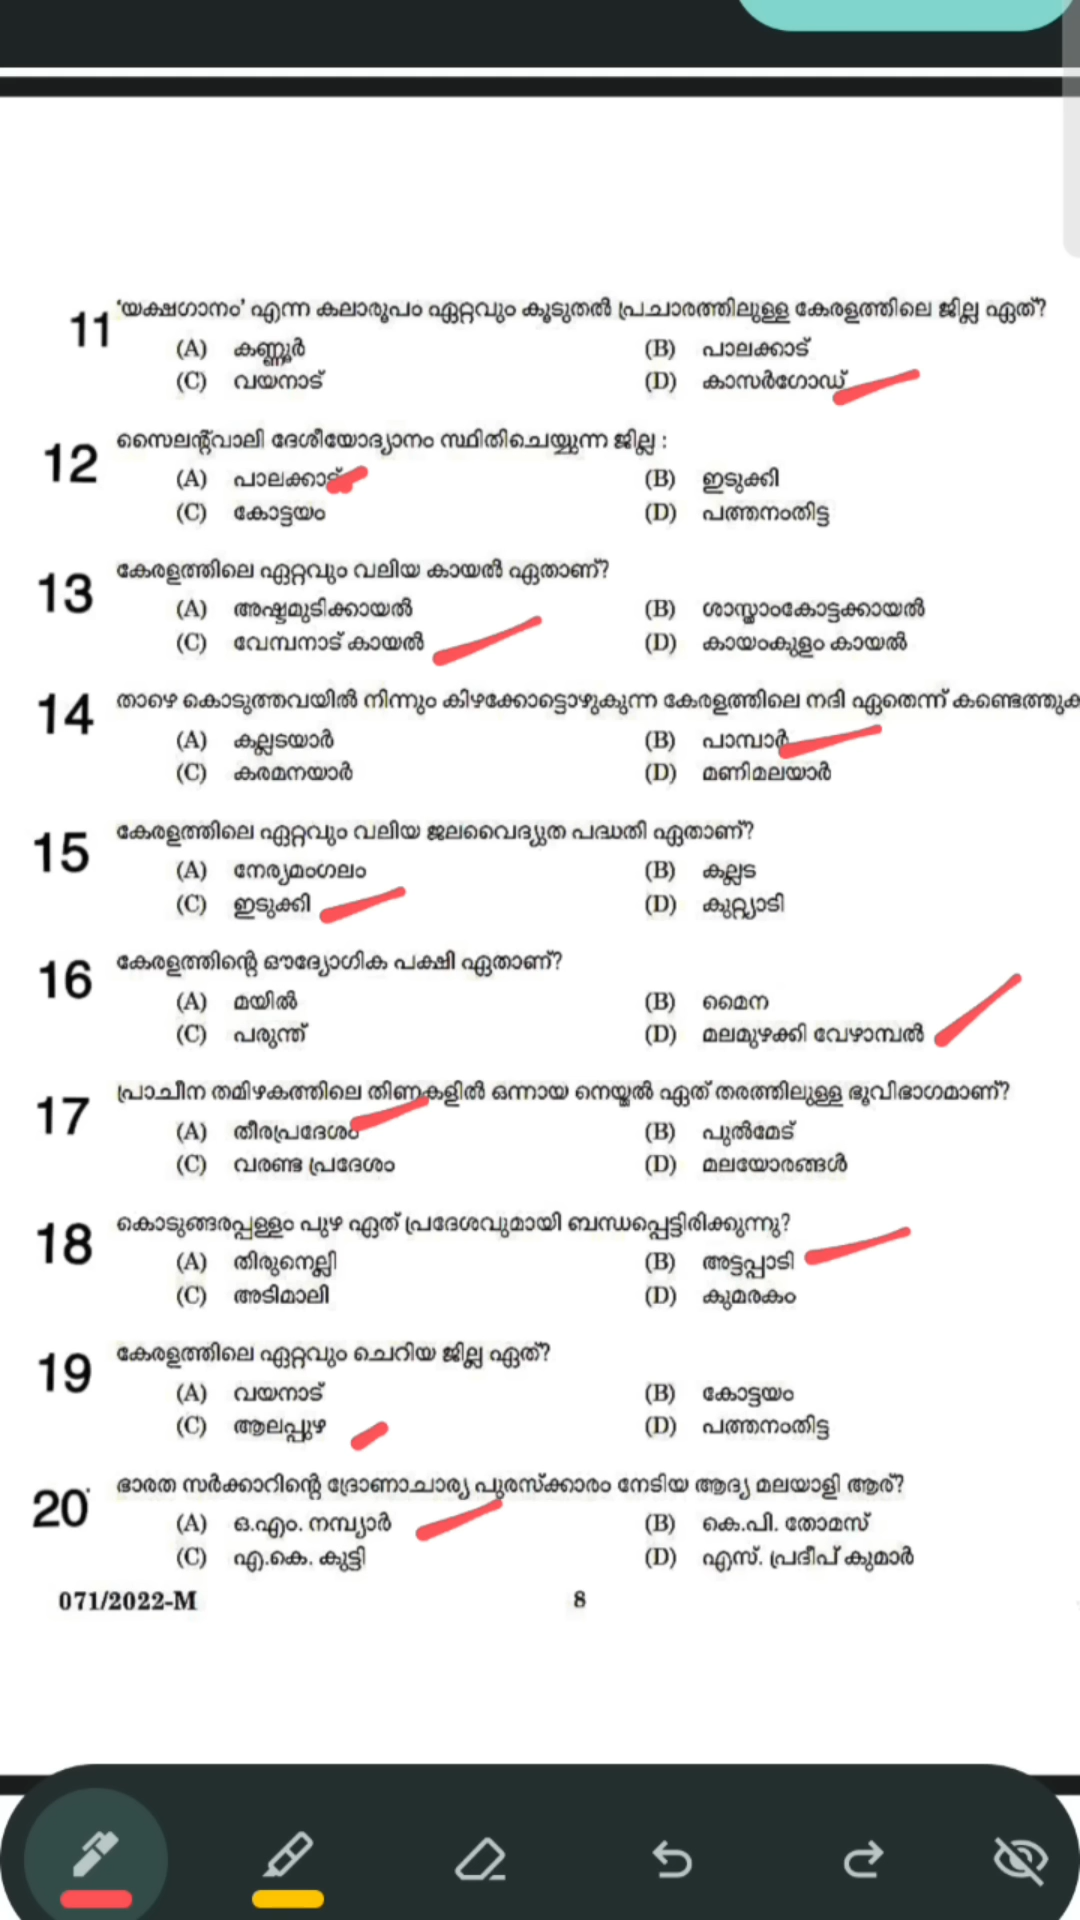 11 'യക്ഷഗാനം' എന്ന കലാരൂപം ഏറ്റവും കൂടുതൽ പ്രചാരത്തിലുള്ള കേരളത്തിലെ ജില്ല ഏത്?
(A) കണ്ണൂർ (B) പാലക്കാട്
(C) വയനാട് (D) കാസർഗോഡ്
12 സൈലന്റ്‌വാലി ദേശീയോദ്യാനം സ്ഥിതിചെയ്യുന്ന ജില്ല :
(A) പാലക്കാട് (B) ഇടുക്കി
(C) കോട്ടയം (D) പത്തനംതിട്ട
13 കേരളത്തിലെ ഏറ്റവും വലിയ കായൽ ഏതാണ്?
(A) അഷ്ടമുടിക്കായൽ (B) ശാസ്താംകോട്ടക്കായൽ
(C) വേമ്പനാട് കായൽ (D) കായംകുളം കായൽ
14 താഴെ കൊടുത്തവയിൽ നിന്നും കിഴക്കോട്ടൊഴുകുന്ന കേരളത്തിലെ നദി ഏതെന്ന് കണ്ടെത്തുക
(A) കല്ലടയാർ (B) പാമ്പാർ
(C) കരമനയാർ (D) മണിമലയാർ
15 കേരളത്തിലെ ഏറ്റവും വലിയ ജലവൈദ്യുത പദ്ധതി ഏതാണ്?
(A) നേര്യമംഗലം (B) കല്ലട
(C) ഇടുക്കി (D) കുറ്റ്യാടി
16 കേരളത്തിന്റെ ഔദ്യോഗിക പക്ഷി ഏതാണ്?
(A) മയിൽ (B) മൈന
(C) പരുന്ത് (D) മലമുഴക്കി വേഴാമ്പൽ
17 പ്രാചീന തമിഴകത്തിലെ തിണകളിൽ ഒന്നായ നെയ്തൽ ഏത് തരത്തിലുള്ള ഭൂവിഭാഗമാണ്?
(A) തീരപ്രദേശം (B) പുൽമേട്
(C) വരണ്ട പ്രദേശം (D) മലയോരങ്ങൾ
18 കൊടുങ്ങരപ്പള്ളം പുഴ ഏത് പ്രദേശവുമായി ബന്ധപ്പെട്ടിരിക്കുന്നു?
(A) തിരുനെല്ലി (B) അട്ടപ്പാടി
(C) അടിമാലി (D) കുമരകം
19 കേരളത്തിലെ ഏറ്റവും ചെറിയ ജില്ല ഏത്?
(A) വയനാട് (B) കോട്ടയം
(C) ആലപ്പുഴ (D) പത്തനംതിട്ട
20 ഭാരത സർക്കാറിന്റെ ദ്രോണാചാര്യ പുരസ്ക്കാരം നേടിയ ആദ്യ മലയാളി ആര്?
(A) ഒ.എം. നമ്പ്യാർ (B) കെ.പി. തോമസ്
(C) എ.കെ. കുട്ടി (D) എസ്. പ്രദീപ് കുമാർ
071/2022-M 8